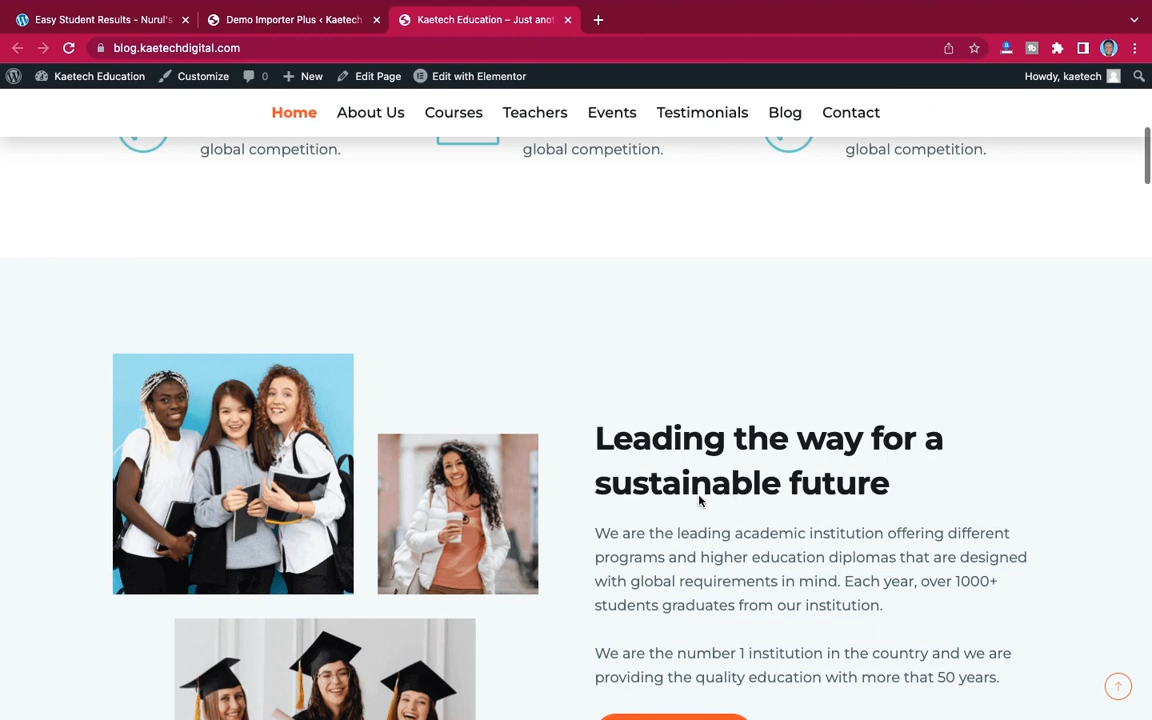 Easy Student Results - Nurul's
Demo Importer Plus ‹ Kaetech
Kaetech Education – Just anot
blog.kaetechdigital.com
Kaetech Education
Customize
0
New
Edit Page
Edit with Elementor
Howdy, kaetech
Home
About Us
Courses
Teachers
Events
Testimonials
Blog
Contact
global competition.
global competition.
global competition.
Leading the way for a
sustainable future
We are the leading academic institution offering different
programs and higher education diplomas that are designed
with global requirements in mind. Each year, over 1000+
students graduates from our institution.
We are the number 1 institution in the country and we are
providing the quality education with more that 50 years.